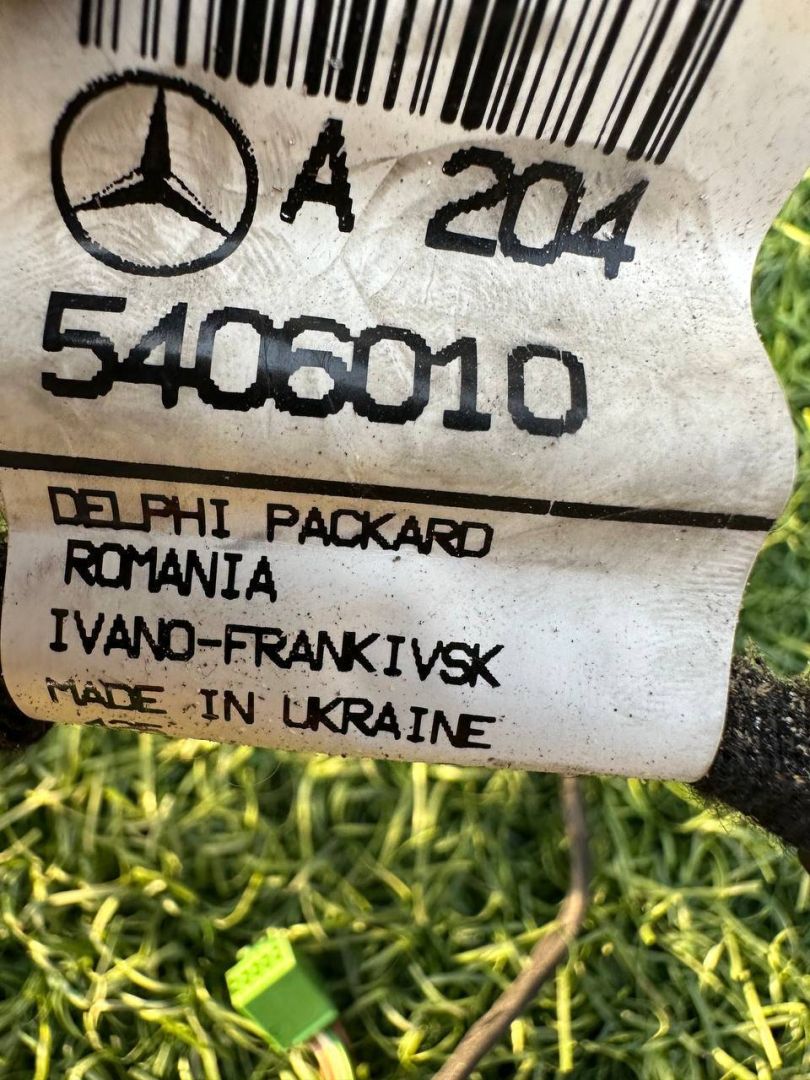 A 204
5406010
DELPHI PACKARD
ROMANIA
IVANO-FRANKIVSK
MADE IN UKRAINE